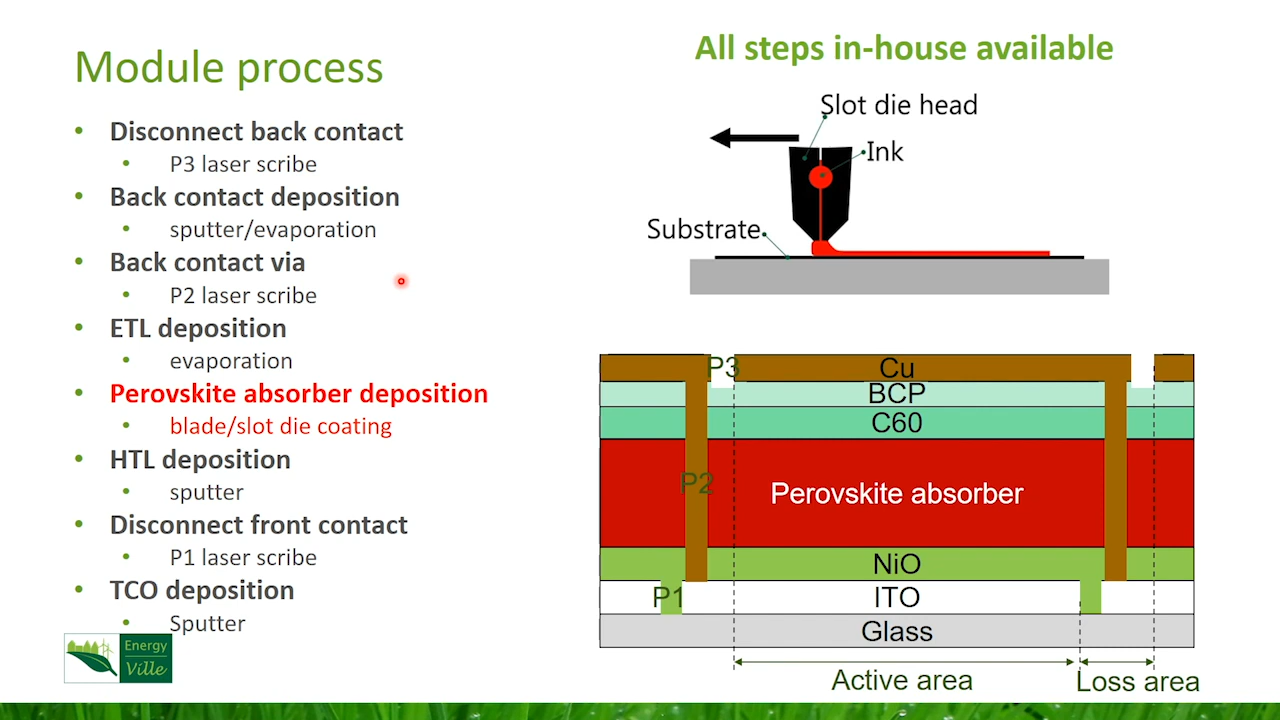 Module process
• Disconnect back contact
• P3 laser scribe
• Back contact deposition
• sputter/evaporation
• Back contact via
• P2 laser scribe
• ETL deposition
• evaporation
• Perovskite absorber deposition
• blade/slot die coating
• HTL deposition
• sputter
• Disconnect front contact
• P1 laser scribe
• TCO deposition
• Sputter
Energy
Ville
All steps in-house available
Slot die head
Ink
Substrate
P3
Cu
BCP
C60
P2
Perovskite absorber
NiO
P1
ITO
Glass
Active area
Loss area